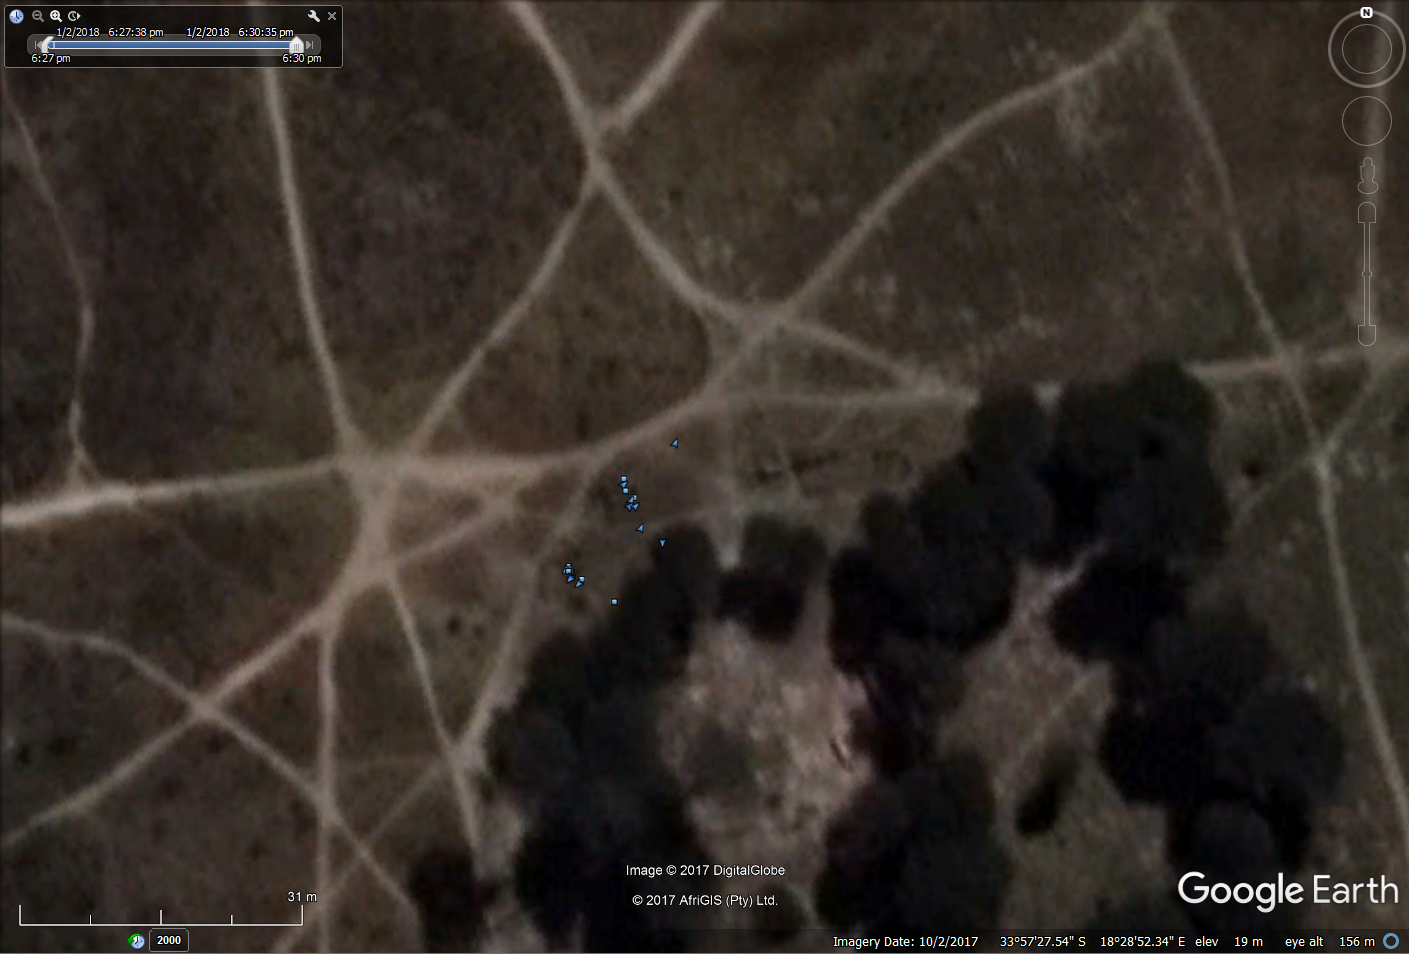 1/2/2018 6:27:38 pm 1/2/2018 6:30:35 pm
6:27 pm 6:30 pm
N
Image © 2017 DigitalGlobe
© 2017 AfriGIS (Pty) Ltd.
Google Earth
31 m
2000
Imagery Date: 10/2/2017 33°57'27.54" S 18°28'52.34" E elev 19 m eye alt 156 m